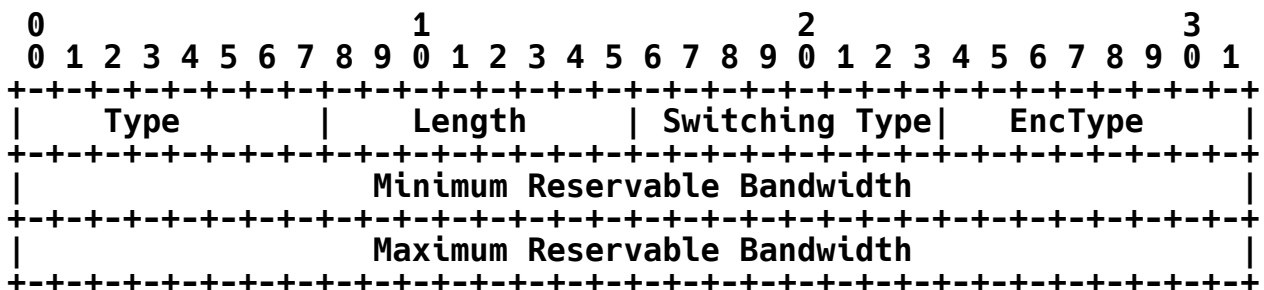 0                   1                   2                   3
 0 1 2 3 4 5 6 7 8 9 0 1 2 3 4 5 6 7 8 9 0 1 2 3 4 5 6 7 8 9 0 1
+-+-+-+-+-+-+-+-+-+-+-+-+-+-+-+-+-+-+-+-+-+-+-+-+-+-+-+-+-+-+-+-+
|    Type       |    Length     | Switching Type|   EncType     |
+-+-+-+-+-+-+-+-+-+-+-+-+-+-+-+-+-+-+-+-+-+-+-+-+-+-+-+-+-+-+-+-+
|                  Minimum Reservable Bandwidth                 |
+-+-+-+-+-+-+-+-+-+-+-+-+-+-+-+-+-+-+-+-+-+-+-+-+-+-+-+-+-+-+-+-+
|                  Maximum Reservable Bandwidth                 |
+-+-+-+-+-+-+-+-+-+-+-+-+-+-+-+-+-+-+-+-+-+-+-+-+-+-+-+-+-+-+-+-+